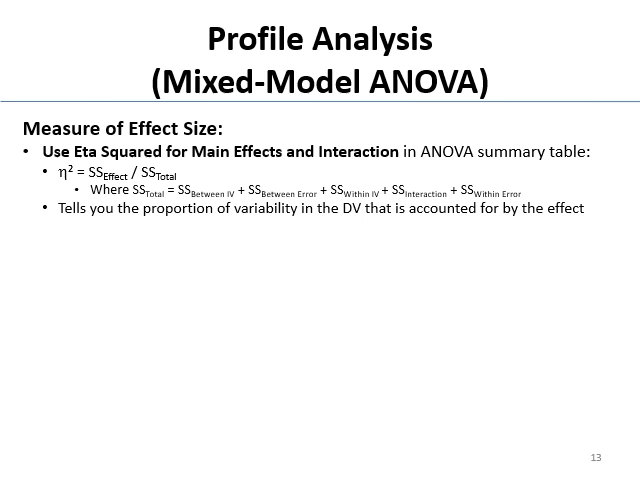 Profile Analysis
(Mixed-Model ANOVA)
Measure of Effect Size:
• Use Eta Squared for Main Effects and Interaction in ANOVA summary table:
• η² = SSEffect / SSTotal
• Where SSTotal = SSBetween IV + SSBetween Error + SSWithin IV + SSInteraction + SSWithin Error
• Tells you the proportion of variability in the DV that is accounted for by the effect
13